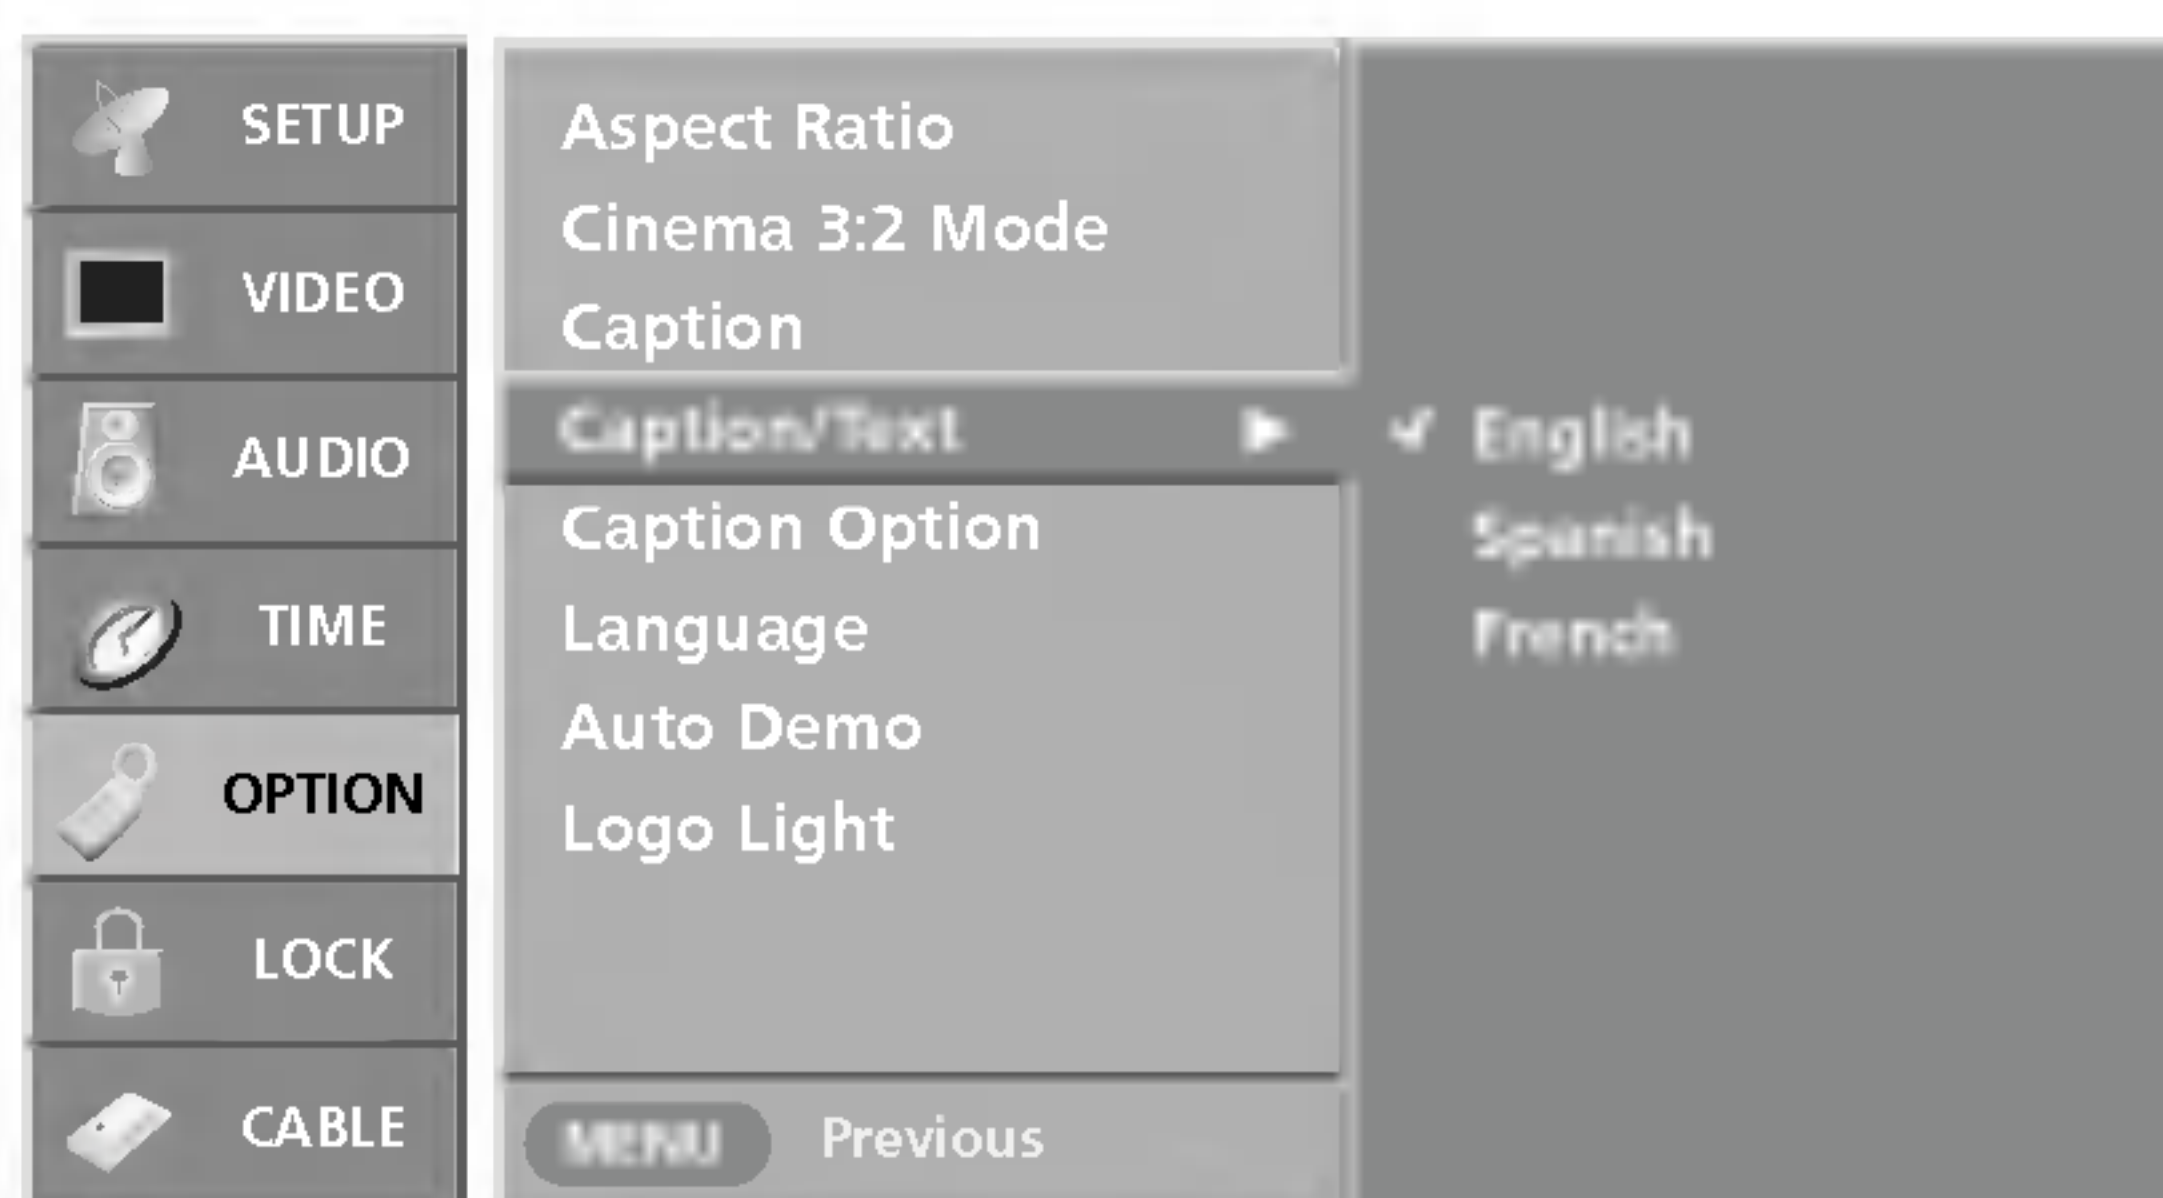 SETUP
VIDEO
AUDIO
TIME
OPTION
LOCK
CABLE
Aspect Ratio
Cinema 3:2 Mode
Caption
Caption/Text
Caption Option
Language
Auto Demo
Logo Light
MENU Previous
English
Spanish
French